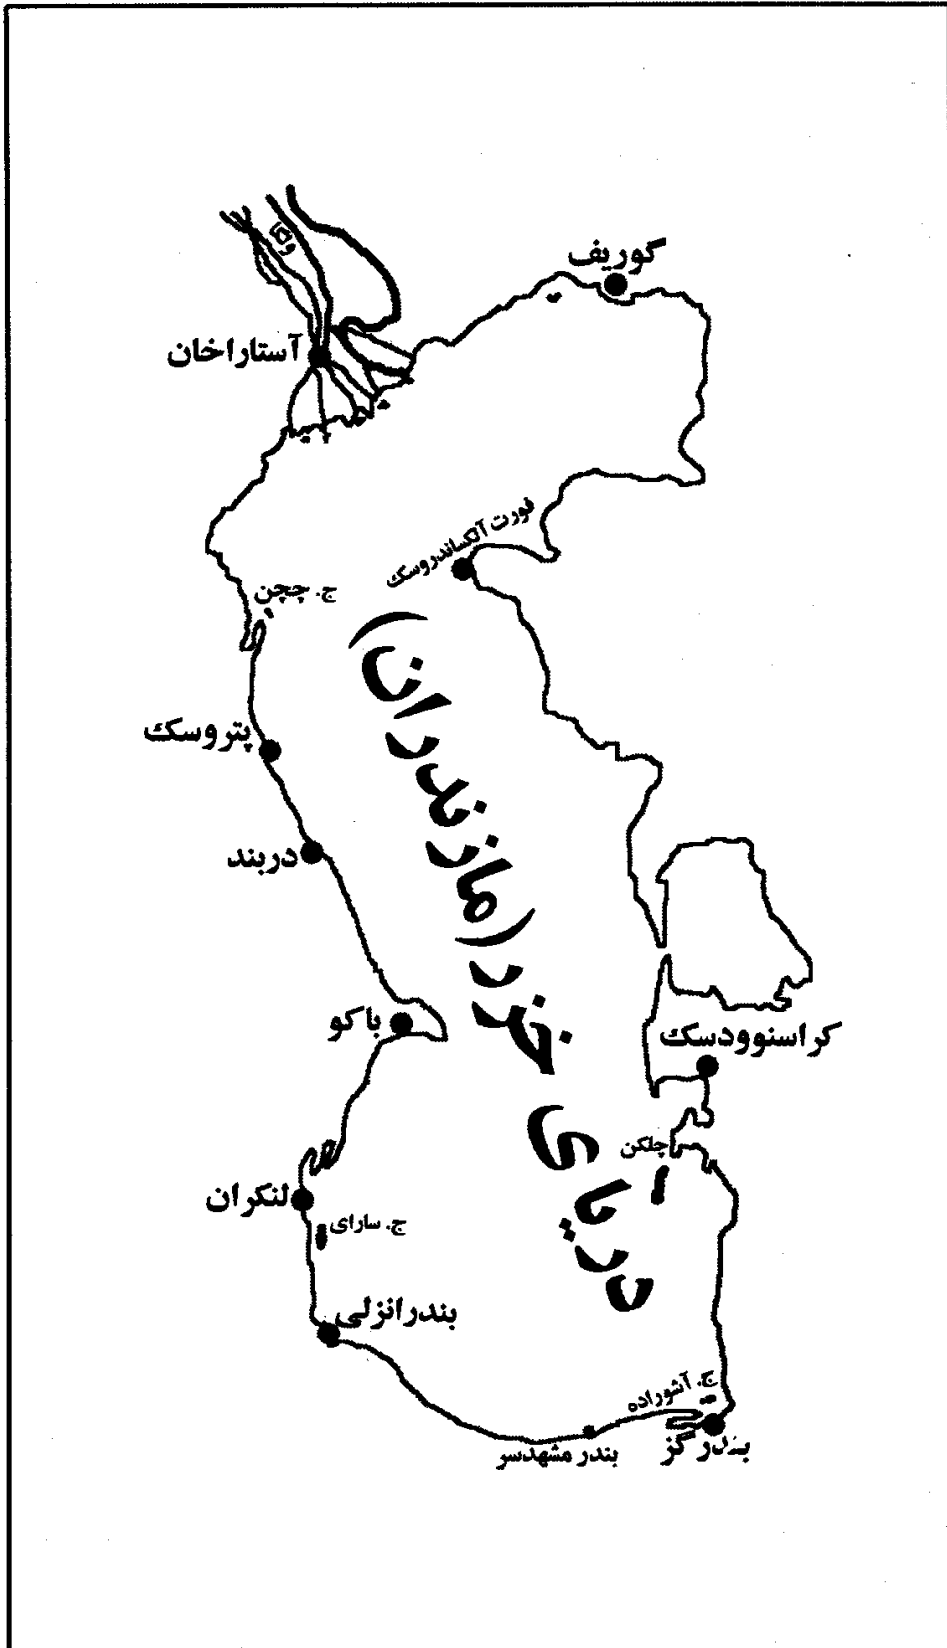 ولگا
گوریف
آستاراخان
فورت آلکساندروسک
ج. چچن
پتروسک
دربند
دریای خزر (مازندران)
باکو
کراسنوودسک
چلکن
لنکران
ج. سارای
بندرانزلی
ج. آشوراده
بندر مشهدسر
بندرگز